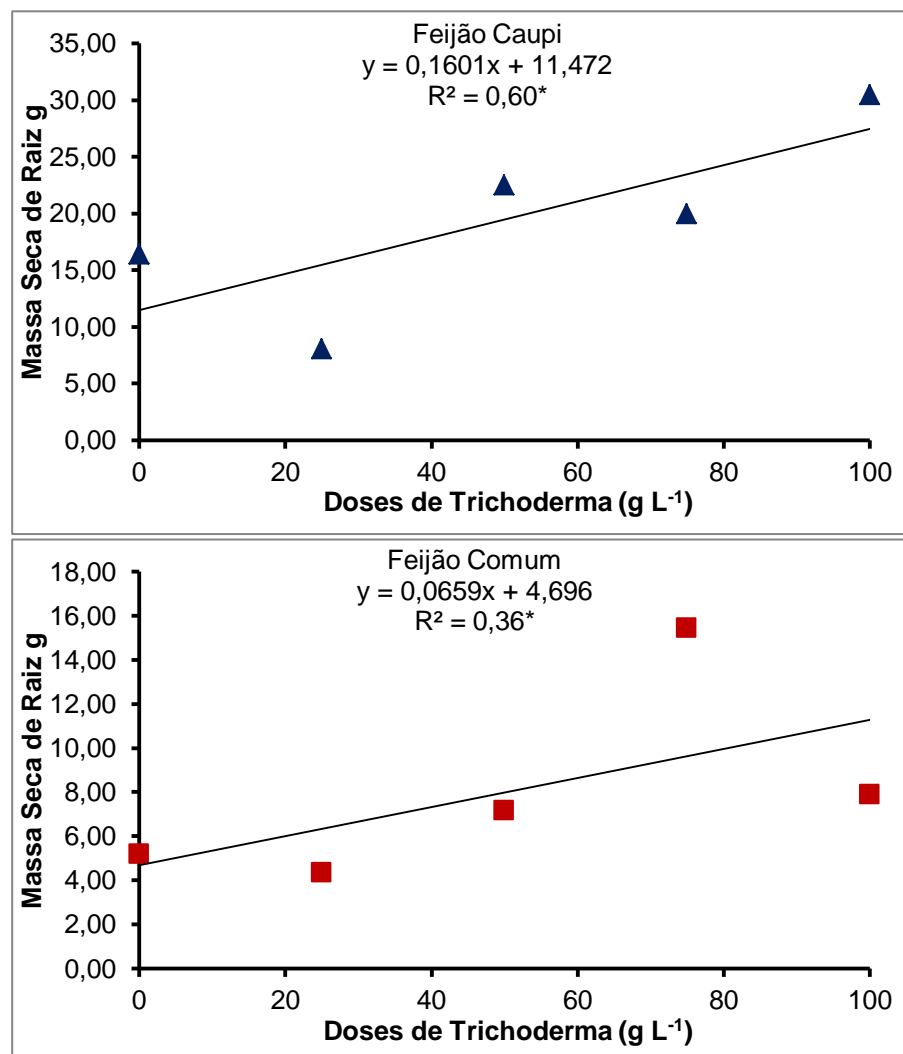 Feijão Caupi
y = 0,1601x + 11,472
R² = 0,60*
Massa Seca de Raiz g
35,00
30,00
25,00
20,00
15,00
10,00
5,00
0,00
0 20 40 60 80 100
Doses de Trichoderma (g L⁻¹)
Feijão Comum
y = 0,0659x + 4,696
R² = 0,36*
Massa Seca de Raiz g
18,00
16,00
14,00
12,00
10,00
8,00
6,00
4,00
2,00
0,00
0 20 40 60 80 100
Doses de Trichoderma (g L⁻¹)